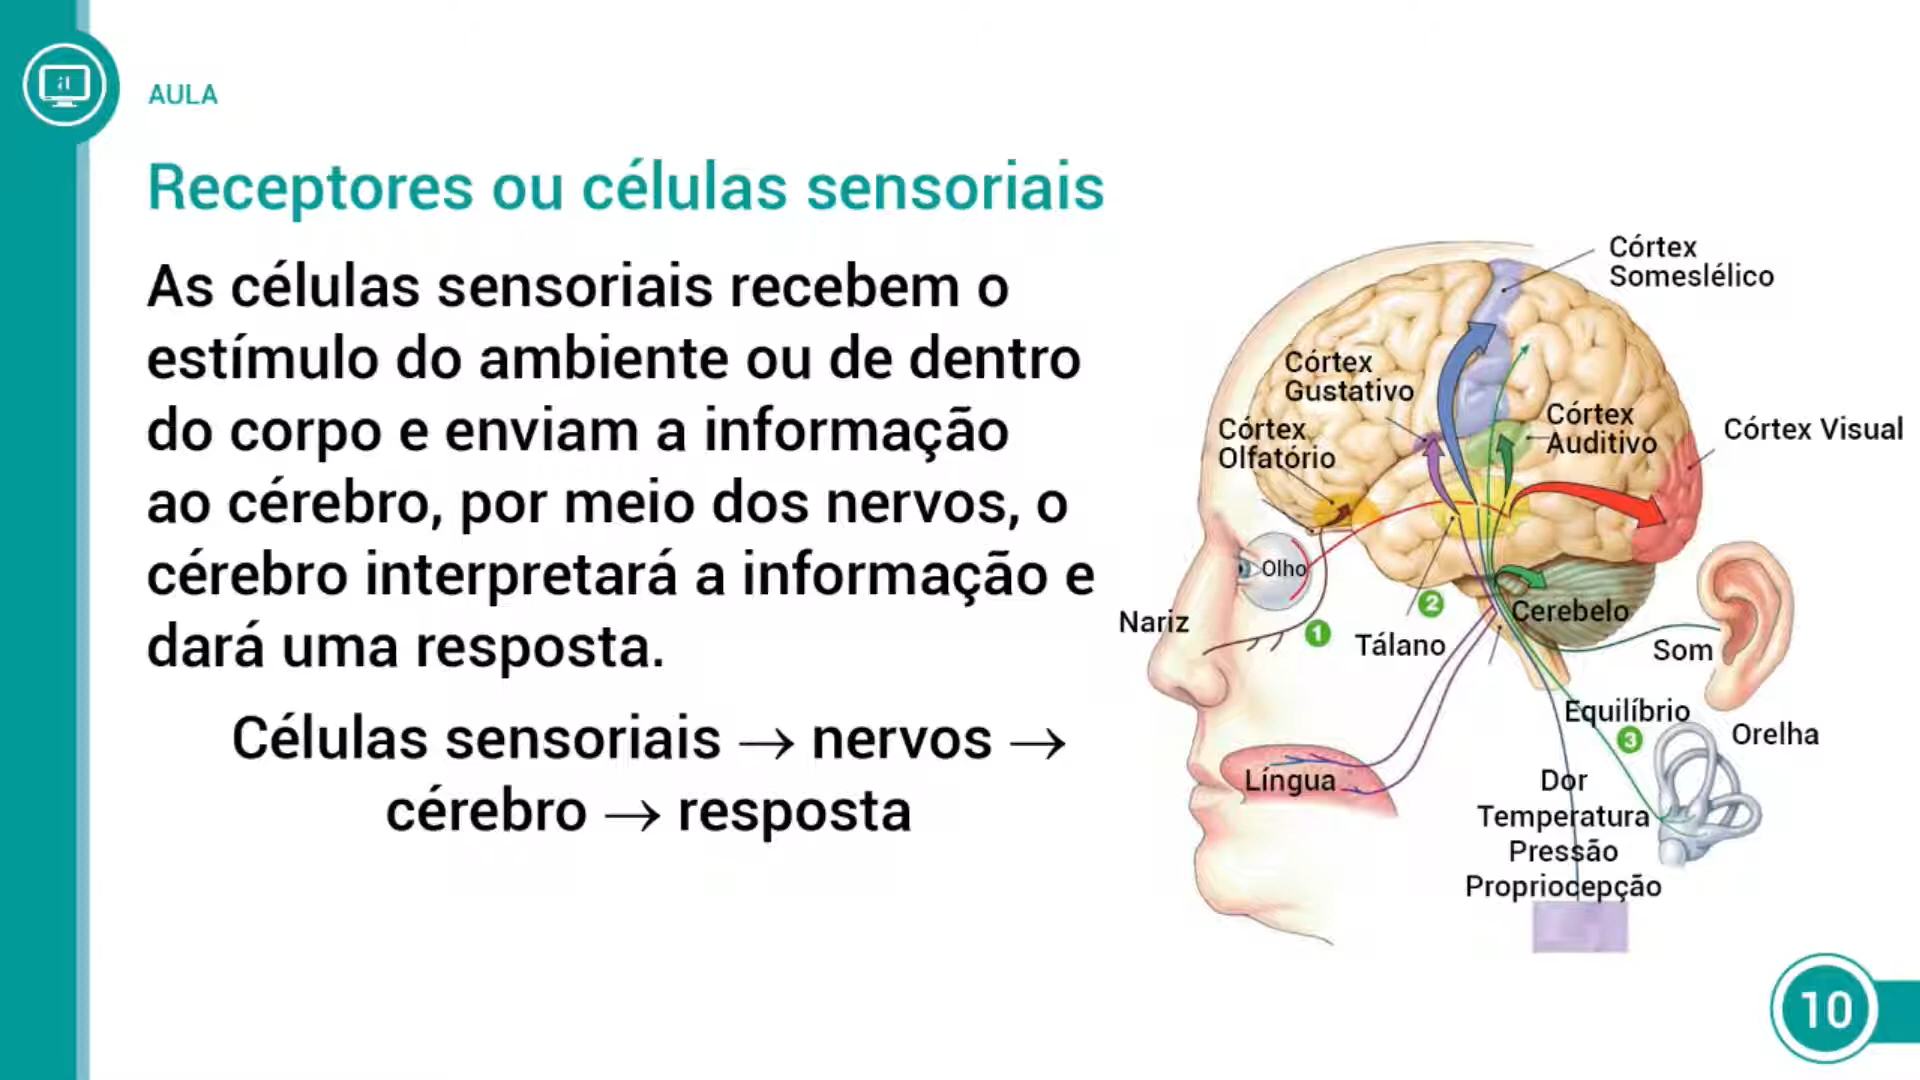 AULA
Receptores ou células sensoriais
As células sensoriais recebem o
estímulo do ambiente ou de dentro
do corpo e enviam a informação
ao cérebro, por meio dos nervos, o
cérebro interpretará a informação e
dará uma resposta.
Células sensoriais → nervos →
cérebro → resposta
Córtex
Someslélico
Córtex
Gustativo
Córtex
Olfatório
Córtex
Auditivo
Córtex Visual
Olho
Nariz
1
2
Tálano
Cerebelo
Som
Equilíbrio
3
Orelha
Língua
Dor
Temperatura
Pressão
Propriocepção
10